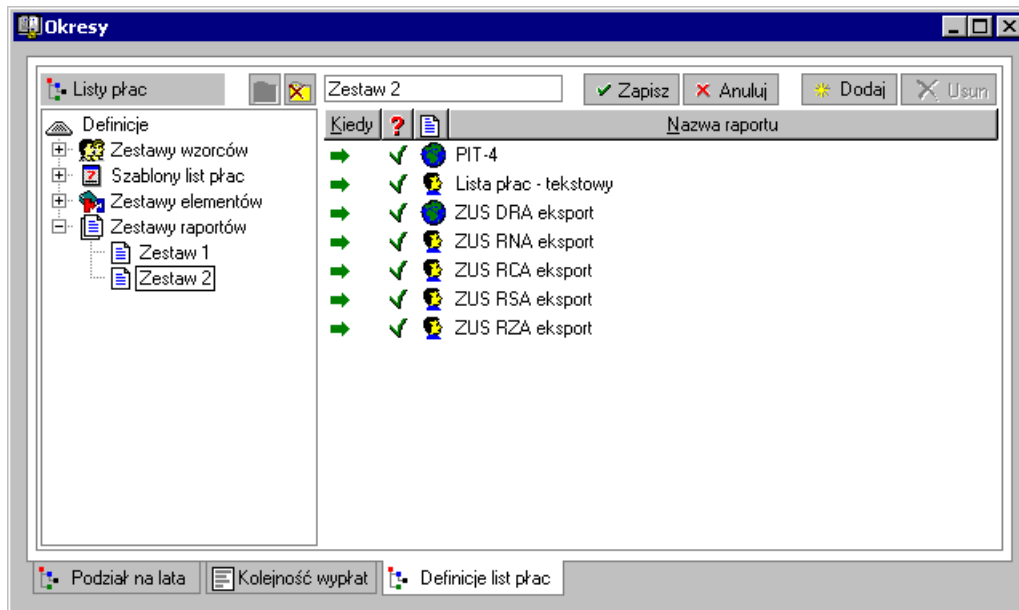 Okresy
Listy płac
Zestaw 2
Zapisz
Anuluj
Dodaj
Usun
Definicje
Zestawy wzorców
Szablony list płac
Zestawy elementów
Zestawy raportów
Zestaw 1
Zestaw 2
Kiedy ? Nazwa raportu
PIT-4
Lista płac - tekstowy
ZUS DRA eksport
ZUS RNA eksport
ZUS RCA eksport
ZUS RSA eksport
ZUS RZA eksport
Podział na lata
Kolejność wypłat
Definicje list płac